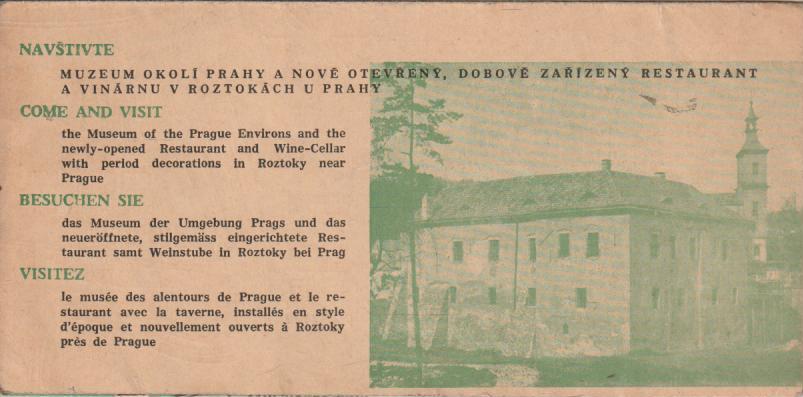 NAVŠTIVTE
MUZEUM OKOLÍ PRAHY A NOVĚ OTEVŘENÝ, DOBOVĚ ZAŘÍZENÝ RESTAURANT
A VINÁRNU V ROZTOKÁCH U PRAHY
COME AND VISIT
the Museum of the Prague Environs and the
newly-opened Restaurant and Wine-Cellar
with period decorations in Roztoky near
Prague
BESUCHEN SIE
das Museum der Umgebung Prags und das
neueröffnete, stilgemäss eingerichtete Res-
taurant samt Weinstube in Roztoky bei Prag
VISITEZ
le musée des alentours de Prague et le re-
staurant avec la taverne, installés en style
d'époque et nouvellement ouverts à Roztoky
près de Prague